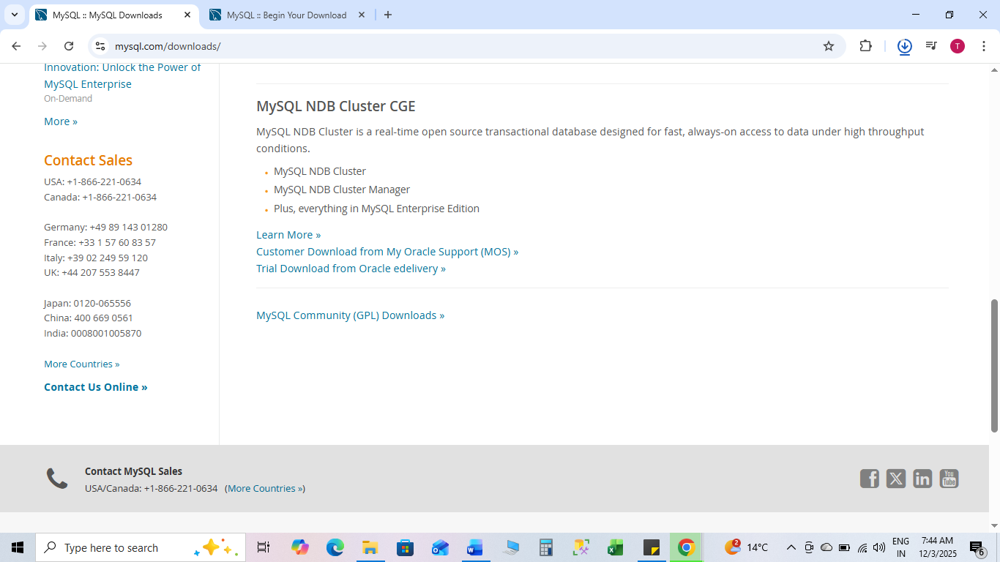 MySQL :: MySQL Downloads
MySQL :: Begin Your Download
mysql.com/downloads/
T
Innovation: Unlock the Power of
MySQL Enterprise
On-Demand
More »
Contact Sales
USA: +1-866-221-0634
Canada: +1-866-221-0634
Germany: +49 89 143 01280
France: +33 1 57 60 83 57
Italy: +39 02 249 59 120
UK: +44 207 553 8447
Japan: 0120-065556
China: 400 669 0561
India: 0008001005870
More Countries »
Contact Us Online »
MySQL NDB Cluster CGE
MySQL NDB Cluster is a real-time open source transactional database designed for fast, always-on access to data under high throughput
conditions.
MySQL NDB Cluster
MySQL NDB Cluster Manager
Plus, everything in MySQL Enterprise Edition
Learn More »
Customer Download from My Oracle Support (MOS) »
Trial Download from Oracle edelivery »
MySQL Community (GPL) Downloads »
Contact MySQL Sales
USA/Canada: +1-866-221-0634 (More Countries »)
You
Tube
Type here to search
2
14°C
ENG
IN
7:44 AM
12/3/2025
6